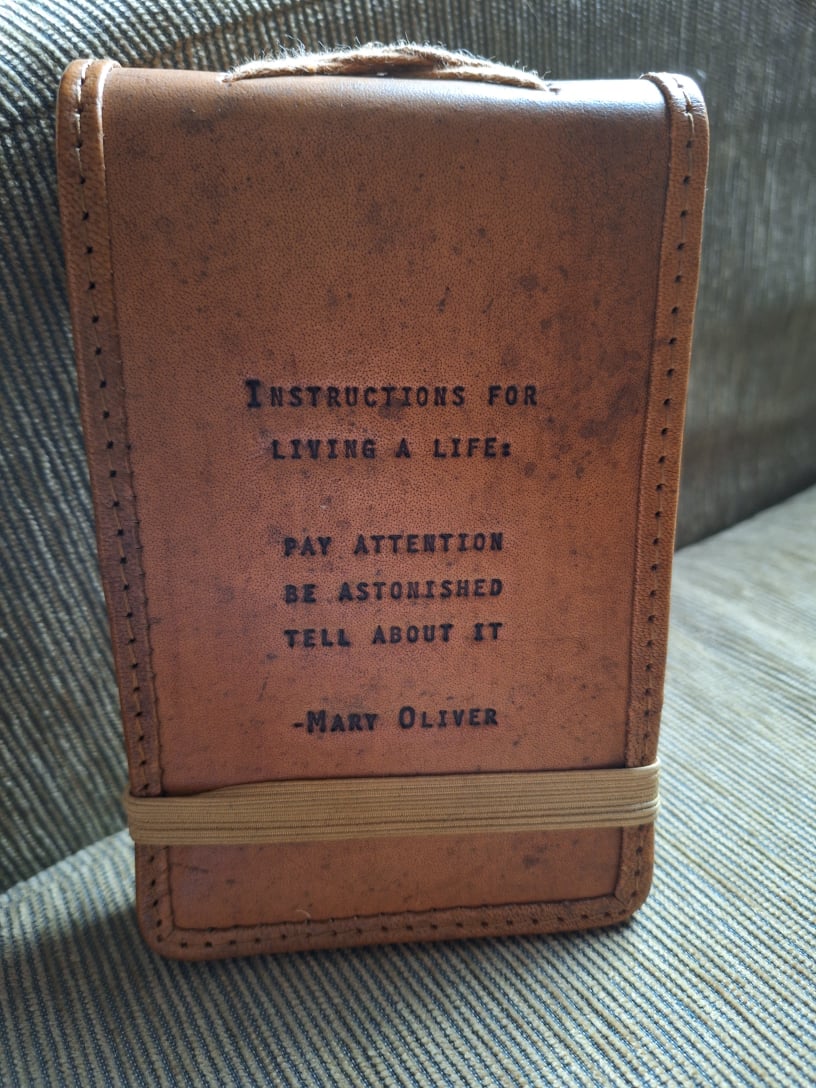 INSTRUCTIONS FOR
LIVING A LIFE:
PAY ATTENTION
BE ASTONISHED
TELL ABOUT IT
-MARY OLIVER